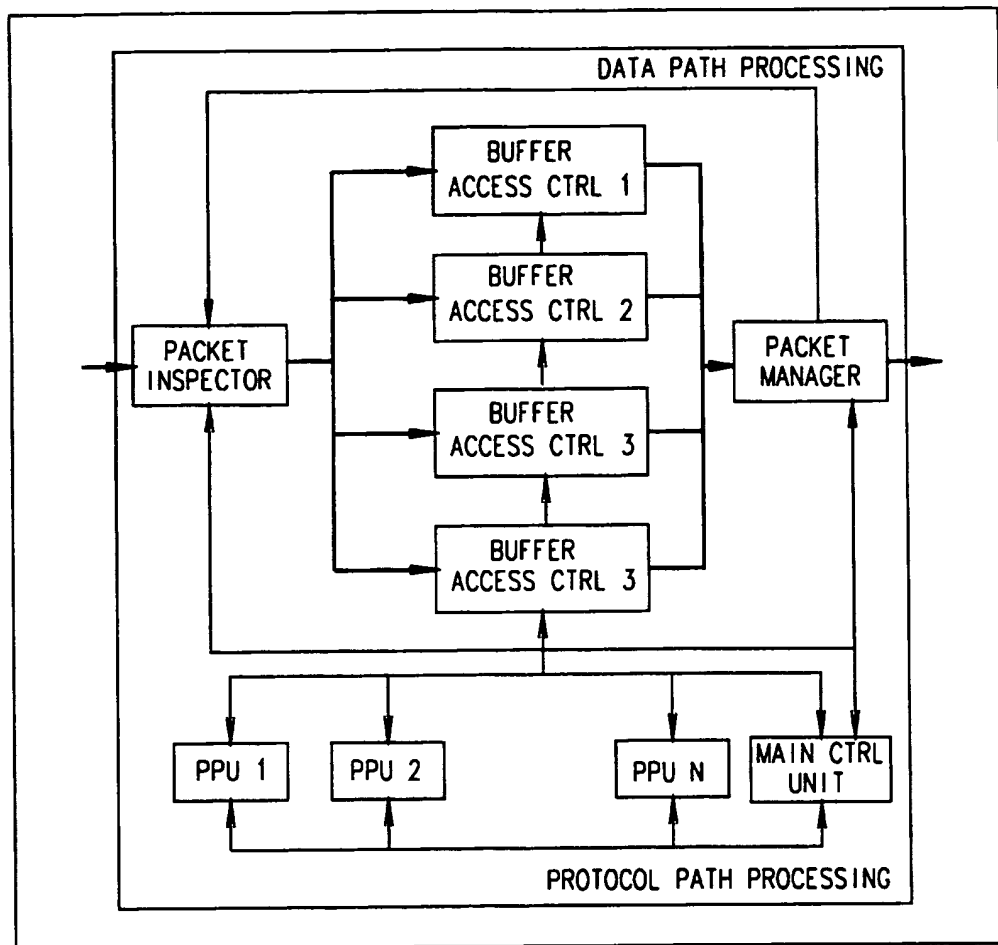 DATA PATH PROCESSING
BUFFER
ACCESS CTRL 1
BUFFER
ACCESS CTRL 2
PACKET
INSPECTOR
PACKET
MANAGER
BUFFER
ACCESS CTRL 3
BUFFER
ACCESS CTRL 3
PPU 1
PPU 2
PPU N
MAIN CTRL
UNIT
PROTOCOL PATH PROCESSING